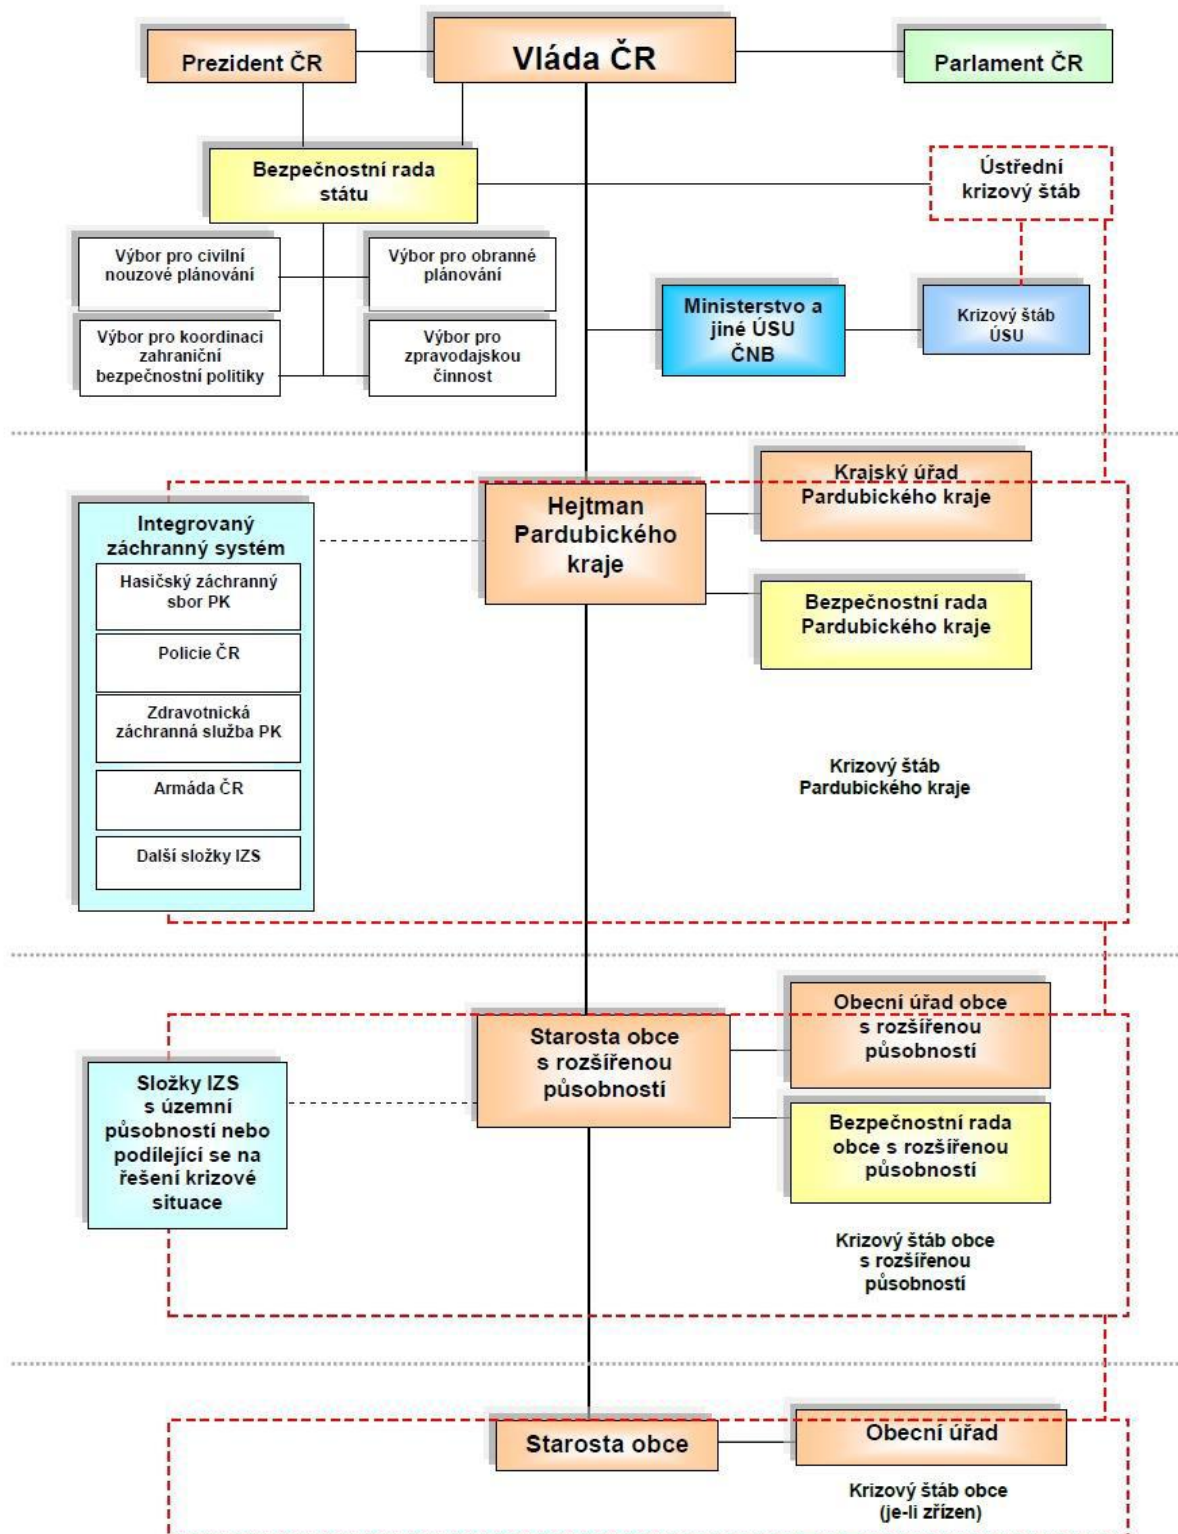 Prezident ČR
Vláda ČR
Parlament ČR
Bezpečnostní rada
státu
Ústřední
krizový štáb
Výbor pro civilní
nouzové plánování
Výbor pro obranné
plánování
Výbor pro koordinaci
zahraniční
bezpečnostní politiky
Výbor pro
zpravodajskou
činnost
Ministerstvo a
jiné ÚSU
ČNB
Krizový štáb
ÚSU
Integrovaný
záchranný systém
Hasičský záchranný
sbor PK
Policie ČR
Zdravotnická
záchranná služba PK
Armáda ČR
Další složky IZS
Hejtman
Pardubického
kraje
Krajský úřad
Pardubického kraje
Bezpečnostní rada
Pardubického kraje
Krizový štáb
Pardubického kraje
Složky IZS
s územní
působností nebo
podílející se na
řešení krizové
situace
Starosta obce
s rozšířenou
působností
Obecní úřad obce
s rozšířenou
působností
Bezpečnostní rada
obce s rozšířenou
působností
Krizový štáb obce
s rozšířenou
působností
Starosta obce
Obecní úřad
Krizový štáb obce
(je-li zřízen)